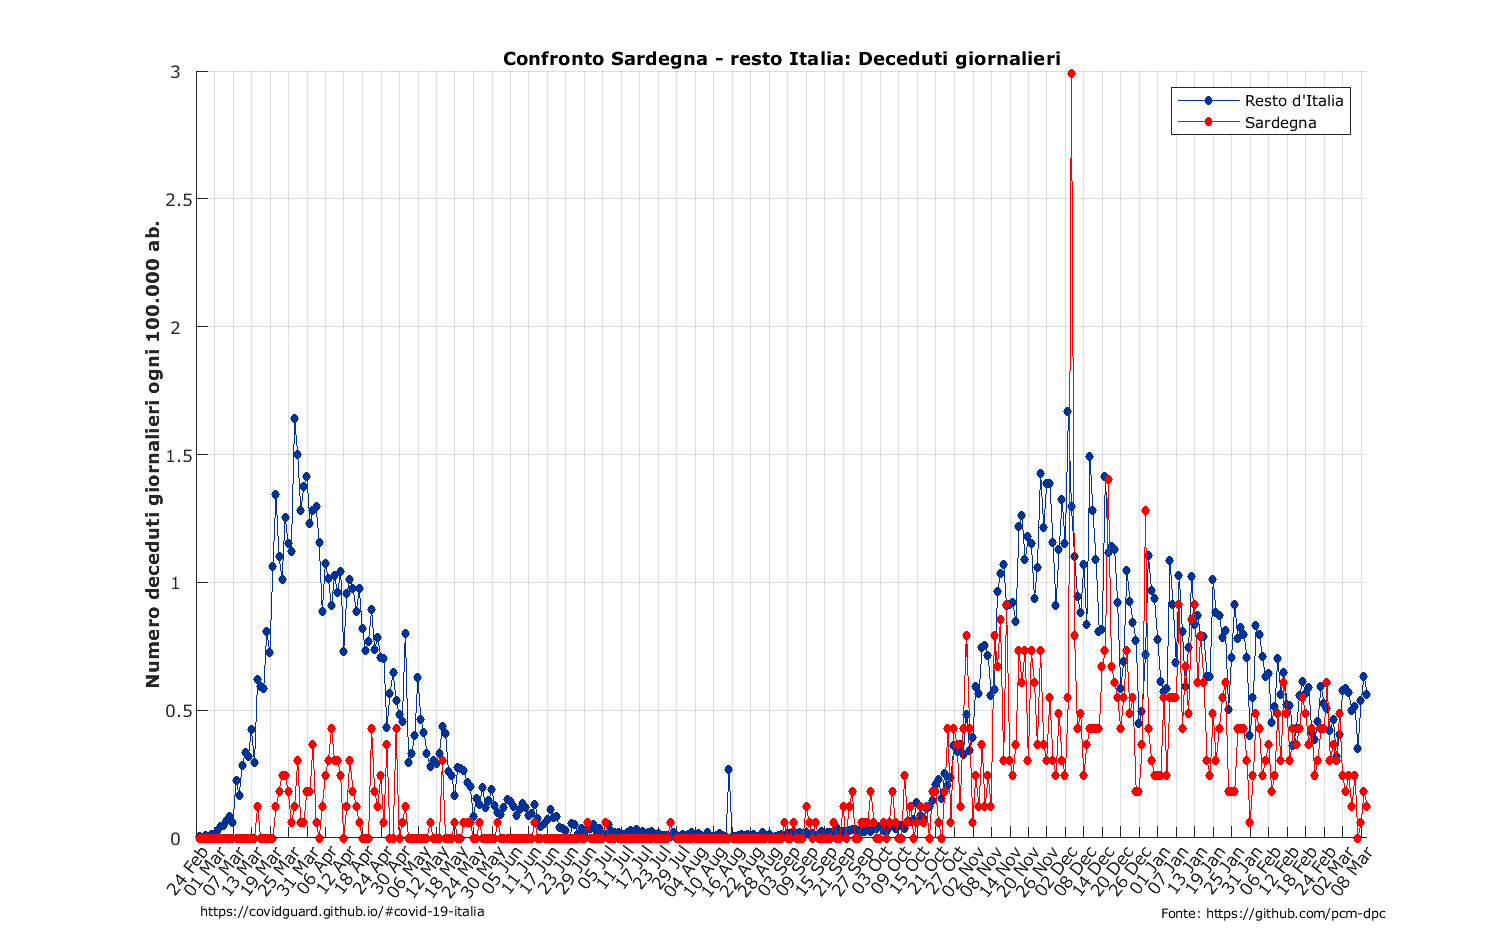 Confronto Sardegna - resto Italia: Deceduti giornalieri
Resto d'Italia
Sardegna
Numero deceduti giornalieri ogni 100.000 ab.
3
2.5
2
1.5
1
0.5
0
24 Feb
01 Mar
07 Mar
13 Mar
19 Mar
25 Mar
31 Mar
06 Apr
12 Apr
18 Apr
24 Apr
30 Apr
06 May
12 May
18 May
24 May
30 May
05 Jun
11 Jun
17 Jun
23 Jun
29 Jun
05 Jul
11 Jul
17 Jul
23 Jul
29 Jul
04 Aug
10 Aug
16 Aug
22 Aug
28 Aug
03 Sep
09 Sep
15 Sep
21 Sep
27 Sep
03 Oct
09 Oct
15 Oct
21 Oct
27 Oct
02 Nov
08 Nov
14 Nov
20 Nov
26 Nov
02 Dec
08 Dec
14 Dec
20 Dec
26 Dec
01 Jan
07 Jan
13 Jan
19 Jan
25 Jan
31 Jan
06 Feb
12 Feb
18 Feb
24 Feb
02 Mar
08 Mar
https://covidguard.github.io/#covid-19-italia
Fonte: https://github.com/pcm-dpc